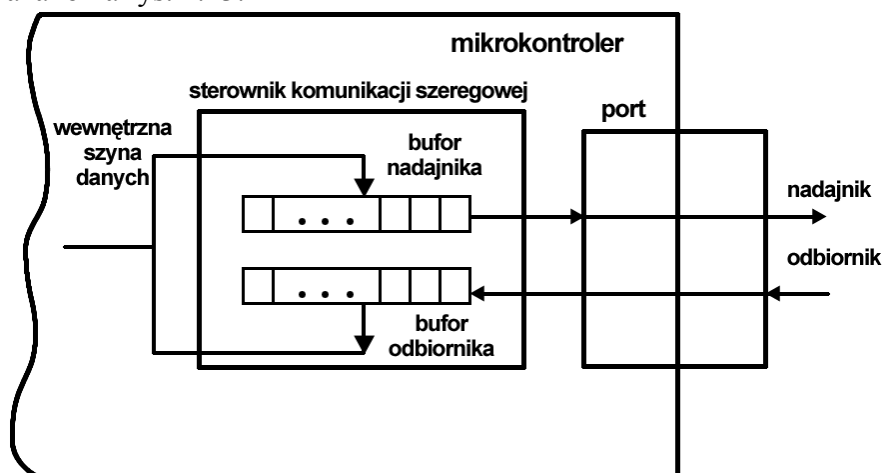 mikrokontroler
sterownik komunikacji szeregowej
port
wewnętrzna
szyna
danych
bufor
nadajnika
nadajnik
odbiornik
bufor
odbiornika